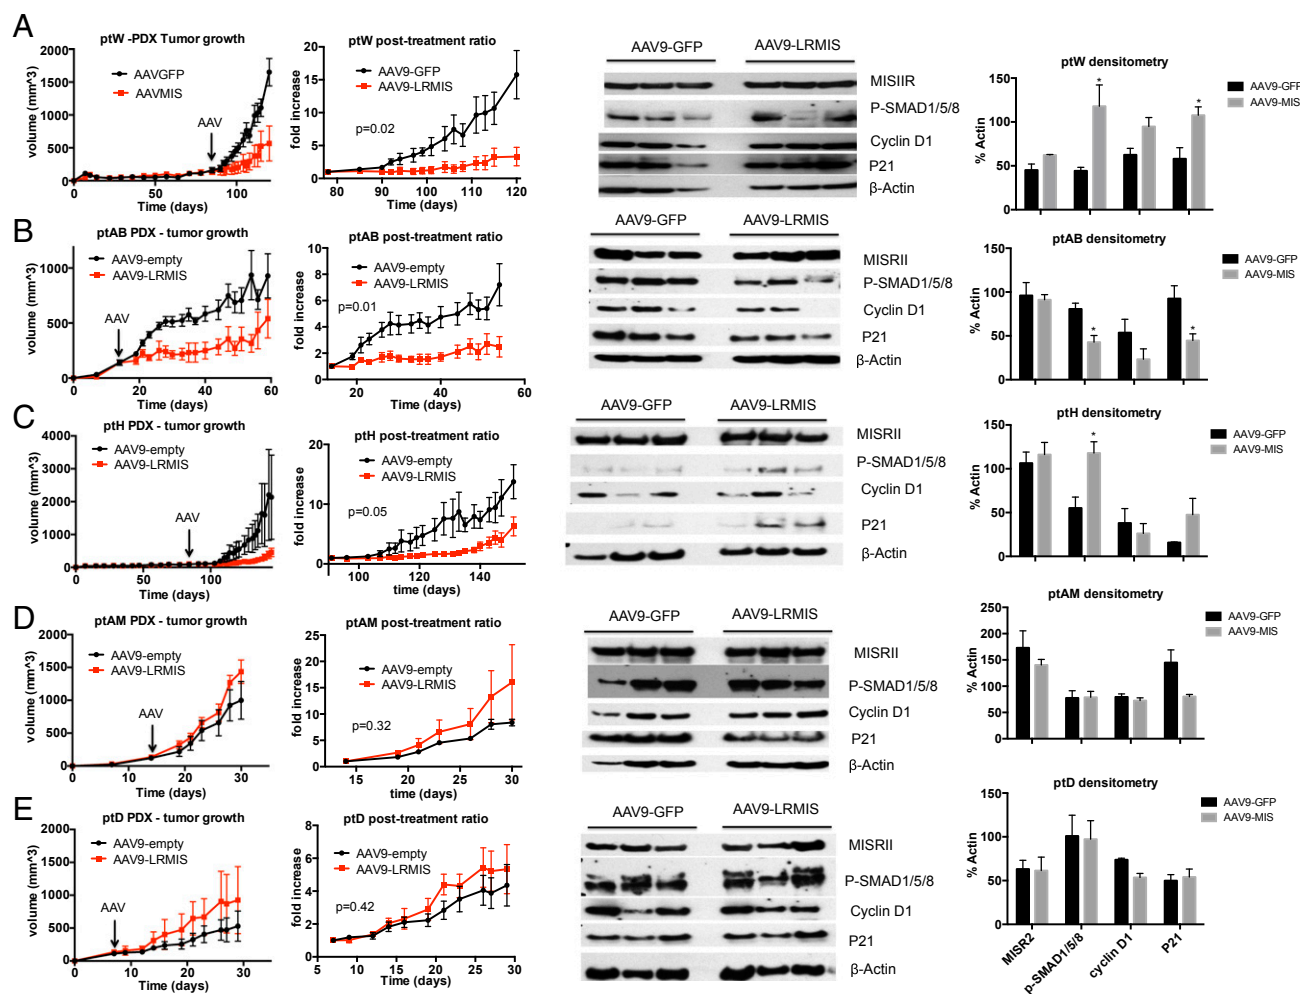 A
ptW -PDX Tumor growth
volume (mm^3)
2000
1500
1000
500
0
AAVGFP
AAVMIS
AAV
0 50 100
Time (days)
ptW post-treatment ratio
fold increase
20
15
10
5
0
AAV9-GFP
AAV9-LRMIS
p=0.02
80 90 100 110 120
Time (days)
AAV9-GFP AAV9-LRMIS
MISIIR
P-SMAD1/5/8
Cyclin D1
P21
β-Actin
ptW densitometry
% Actin
150
100
50
0
* *
AAV9-GFP
AAV9-MIS
B
ptAB PDX - tumor growth
volume (mm^3)
1000
500
0
AAV9-empty
AAV9-LRMIS
AAV
0 20 40 60
Time (days)
ptAB post-treatment ratio
fold increase
10
8
6
4
2
0
AAV9-empty
AAV9-LRMIS
p=0.01
20 40 60
Time (days)
AAV9-GFP AAV9-LRMIS
MISRII
P-SMAD1/5/8
Cyclin D1
P21
β-Actin
ptAB densitometry
% Actin
150
100
50
0
* *
AAV9-GFP
AAV9-MIS
C
ptH PDX - tumor growth
volume (mm^3)
4000
3000
2000
1000
0
AAV9-empty
AAV9-LRMIS
AAV
0 50 100
Time (days)
ptH post-treatment ratio
fold increase
20
10
0
AAV9-empty
AAV9-LRMIS
p=0.05
100 120 140
time (days)
AAV9-GFP AAV9-LRMIS
MISRII
P-SMAD1/5/8
Cyclin D1
P21
β-Actin
ptH densitometry
% Actin
150
100
50
0
*
AAV9-GFP
AAV9-MIS
D
ptAM PDX - tumor growth
volume (mm^3)
2000
1500
1000
500
0
AAV9-empty
AAV9-LRMIS
AAV
0 10 20 30
Time (days)
ptAM post-treatment ratio
fold increase
25
20
15
10
5
0
AAV9-empty
AAV9-LRMIS
p=0.32
15 20 25 30
time (days)
AAV9-GFP AAV9-LRMIS
MISRII
P-SMAD1/5/8
Cyclin D1
P21
β-Actin
ptAM densitometry
% Actin
250
200
150
100
50
0
AAV9-GFP
AAV9-MIS
E
ptD PDX - tumor growth
volume (mm^3)
2000
1500
1000
500
0
AAV9-empty
AAV9-LRMIS
AAV
0 10 20 30
Time (days)
ptD post-treatment ratio
fold increase
8
6
4
2
0
AAV9-empty
AAV9-LRMIS
p=0.42
5 10 15 20 25 30
Time (days)
AAV9-GFP AAV9-LRMIS
MISRII
P-SMAD1/5/8
Cyclin D1
P21
β-Actin
ptD densitometry
% Actin
150
100
50
0
AAV9-GFP
AAV9-MIS
MISR2 p-SMAD1/5/8 cyclin D1 P21